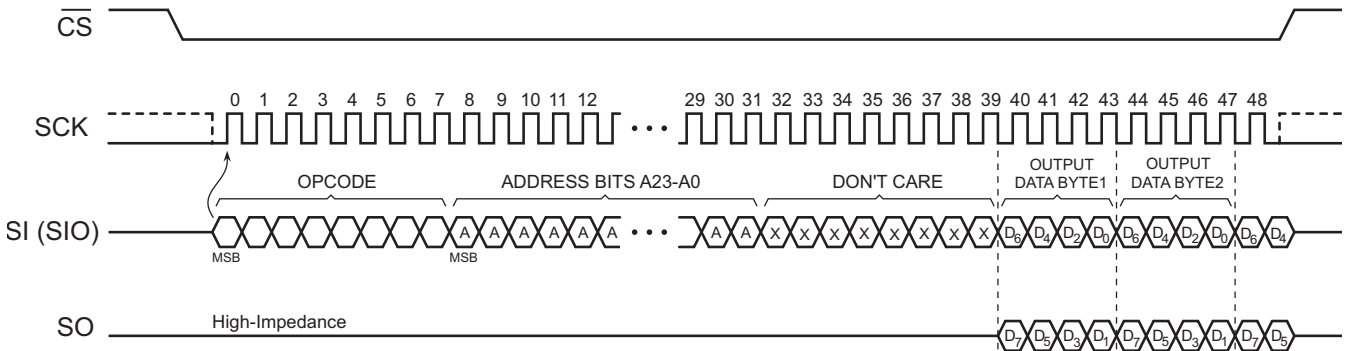 CS
SCK
0 1 2 3 4 5 6 7 8 9 10 11 12 29 30 31 32 33 34 35 36 37 38 39 40 41 42 43 44 45 46 47 48
OPCODE
ADDRESS BITS A23-A0
DON'T CARE
OUTPUT
DATA BYTE1
OUTPUT
DATA BYTE2
SI (SIO)
A A A A A A A A X X X X X X X X D6 D4 D2 D0 D6 D4 D2 D0 D6 D4
MSB MSB
SO
High-Impedance
D7 D5 D3 D1 D7 D5 D3 D1 D7 D5